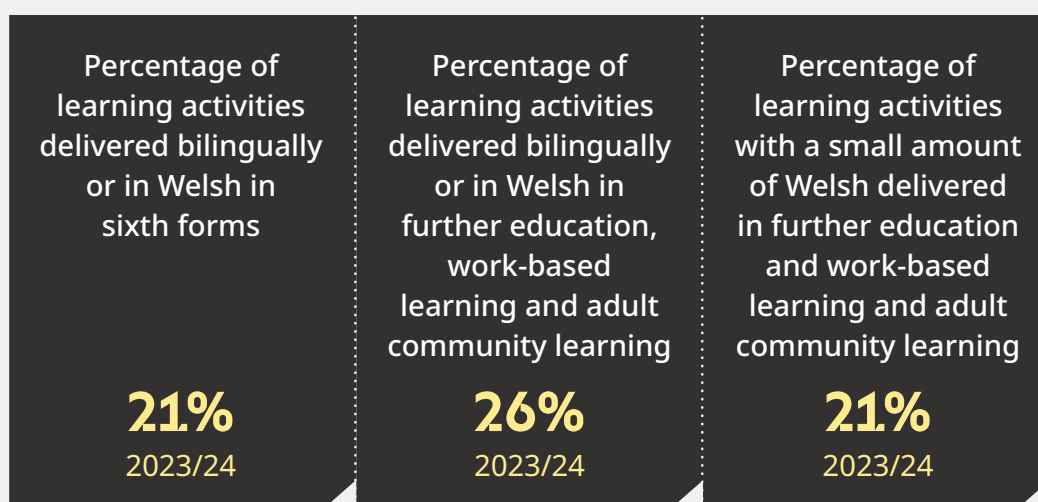 Percentage of
learning activities
delivered bilingually
or in Welsh in
sixth forms
21%
2023/24
Percentage of
learning activities
delivered bilingually
or in Welsh in
further education,
work-based
learning and adult
community learning
26%
2023/24
Percentage of
learning activities
with a small amount
of Welsh delivered
in further education
and work-based
learning and adult
community learning
21%
2023/24